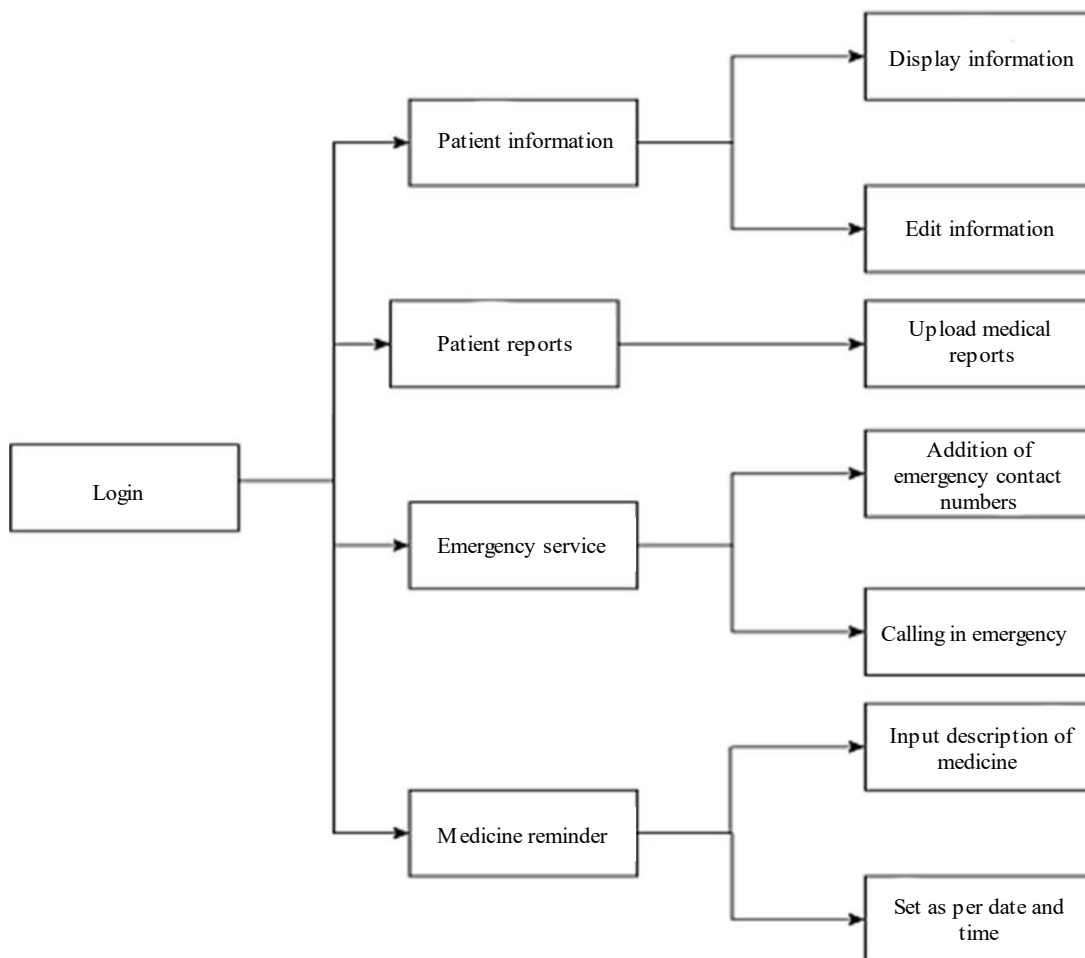 Display information
Patient information
Edit information
Upload medical
reports
Patient reports
Addition of
emergency contact
numbers
Login
Emergency service
Calling in emergency
Input description of
medicine
Medicine reminder
Set as per date and
time